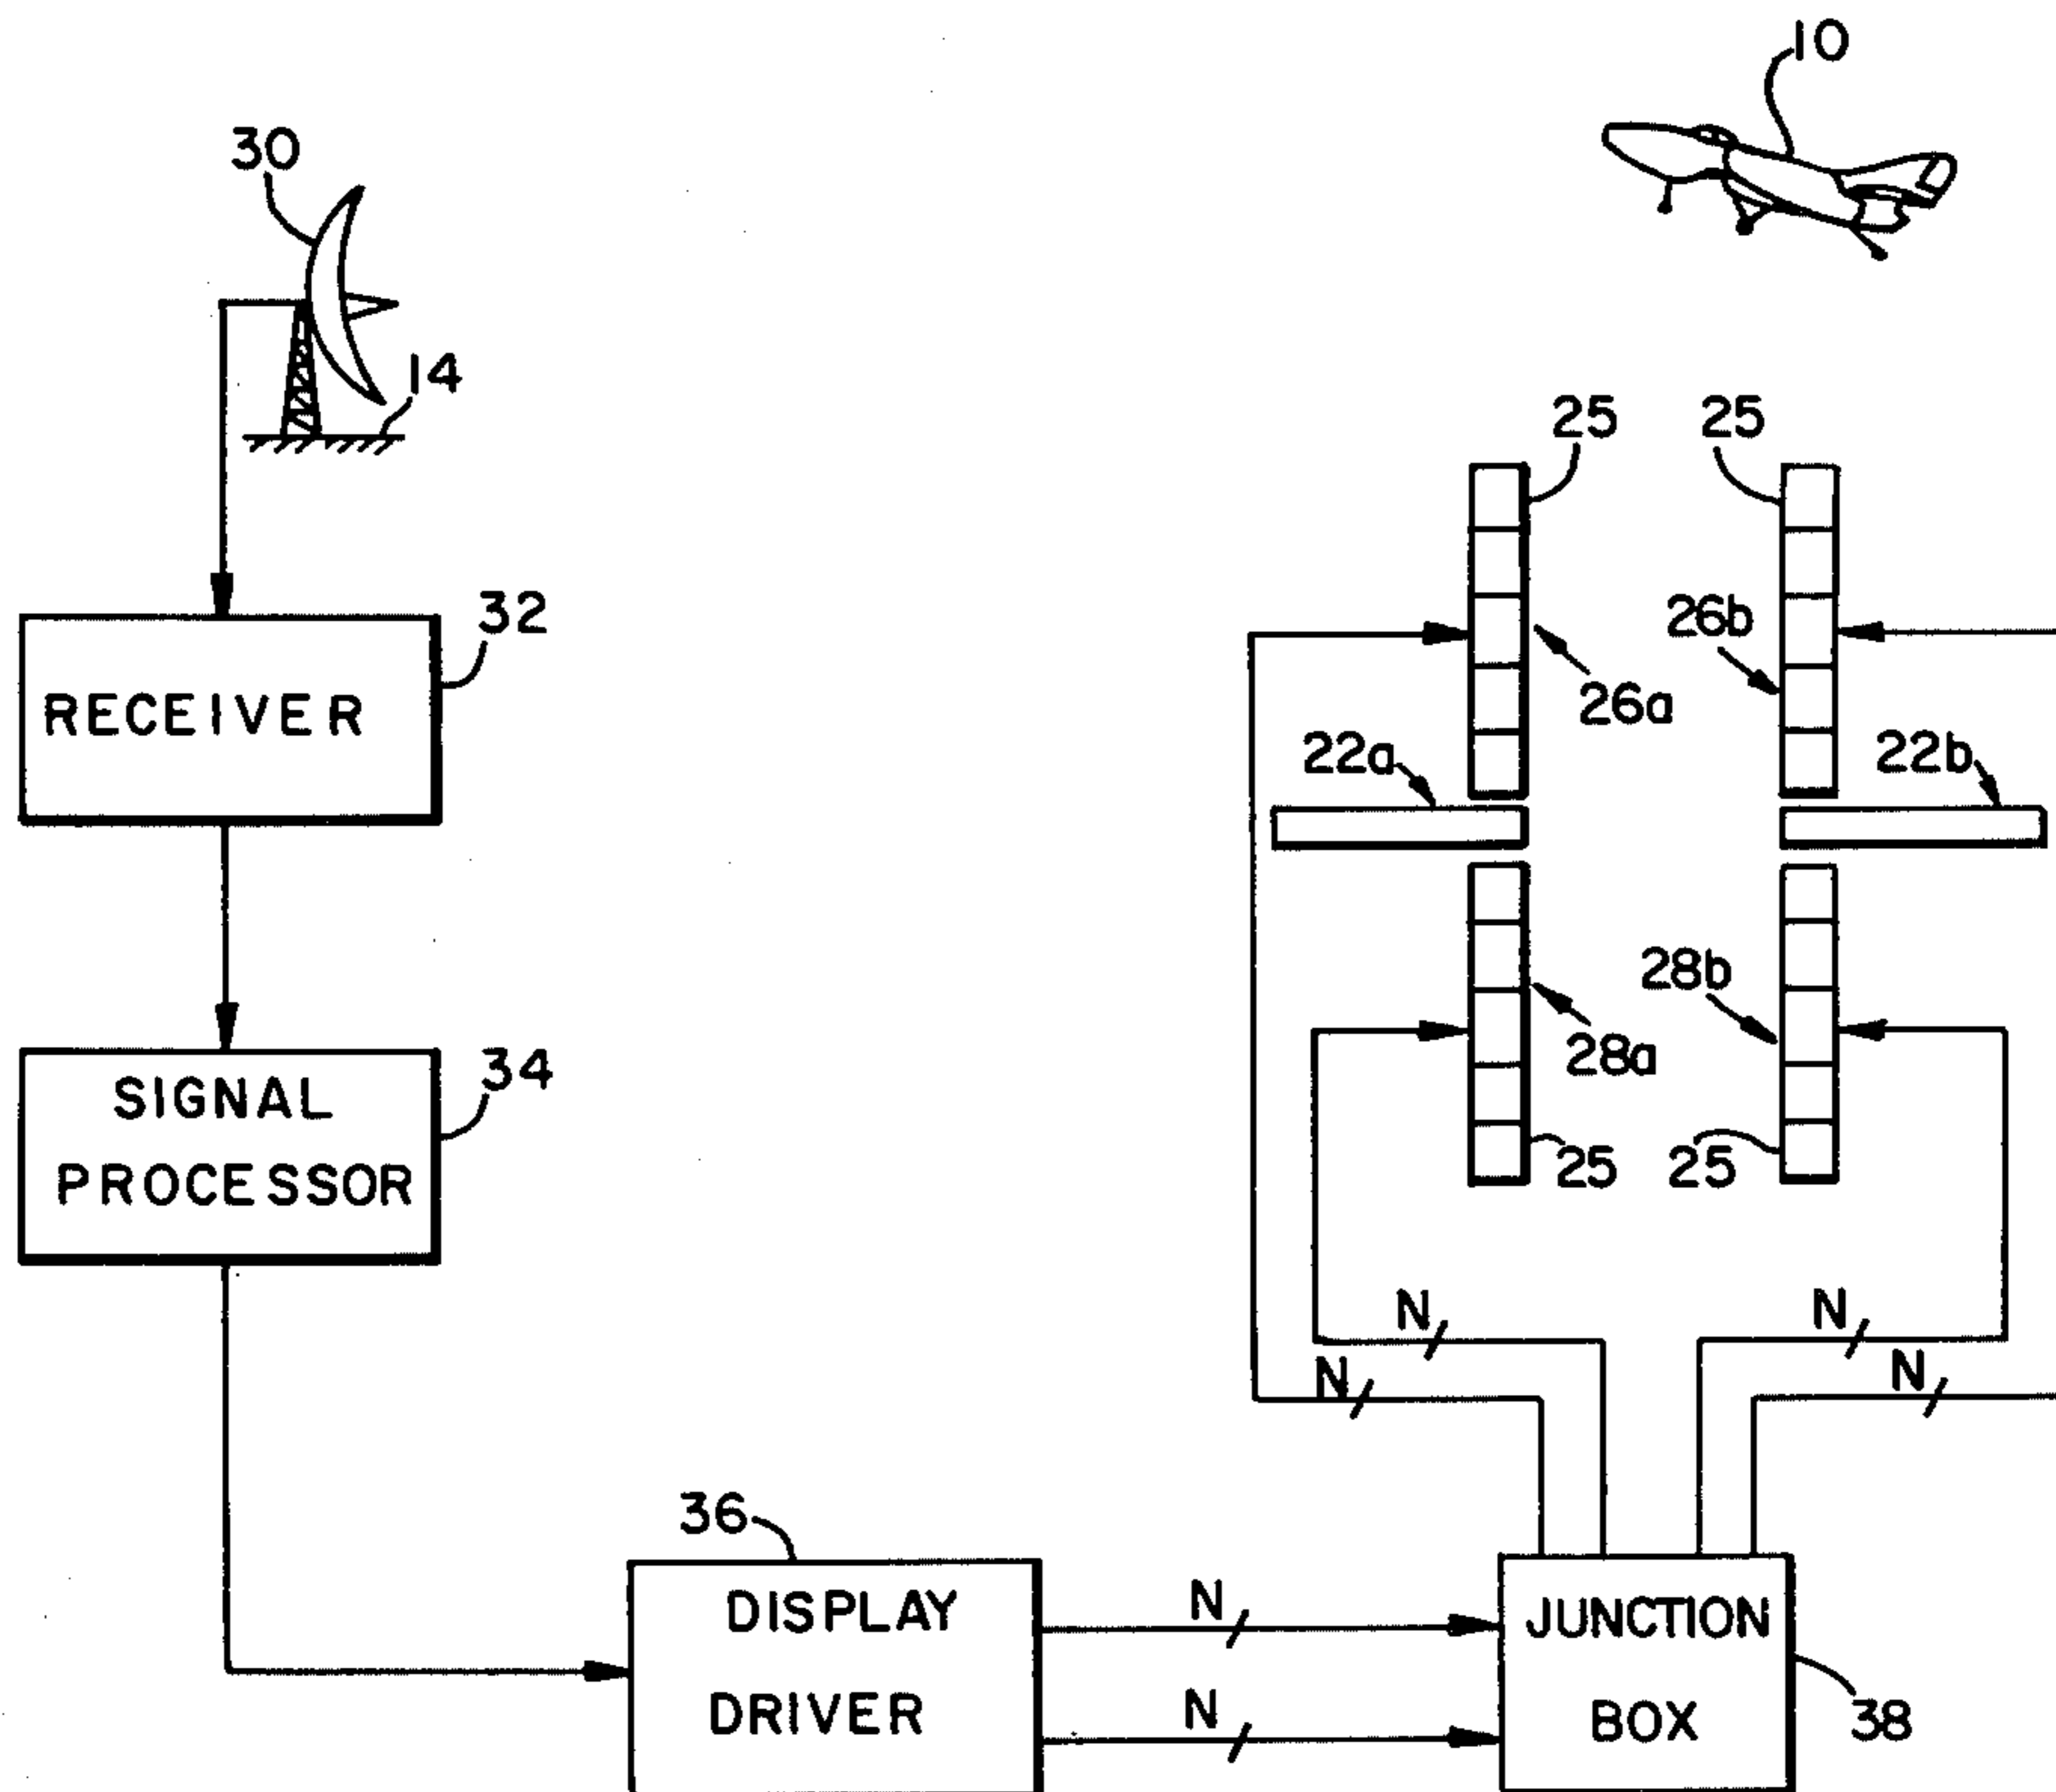 10
30
14
25 25
32
26b
RECEIVER
26a
22a
22b
28b
34
28a
SIGNAL
PROCESSOR
25 25
N
N
N
N
36
DISPLAY
DRIVER
N
N
JUNCTION
BOX
38